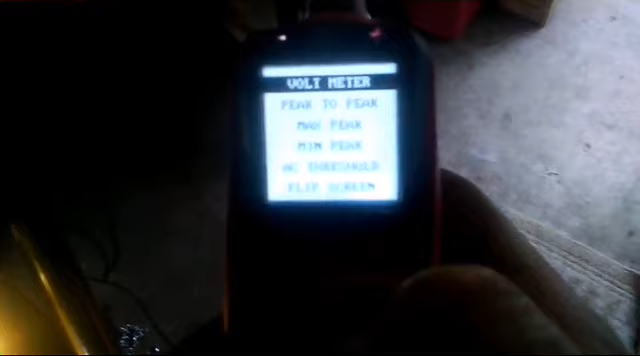 VOLT METER
PEAK TO PEAK
MAX PEAK
MIN PEAK
AC THRESHOLD
FLIP SCREEN